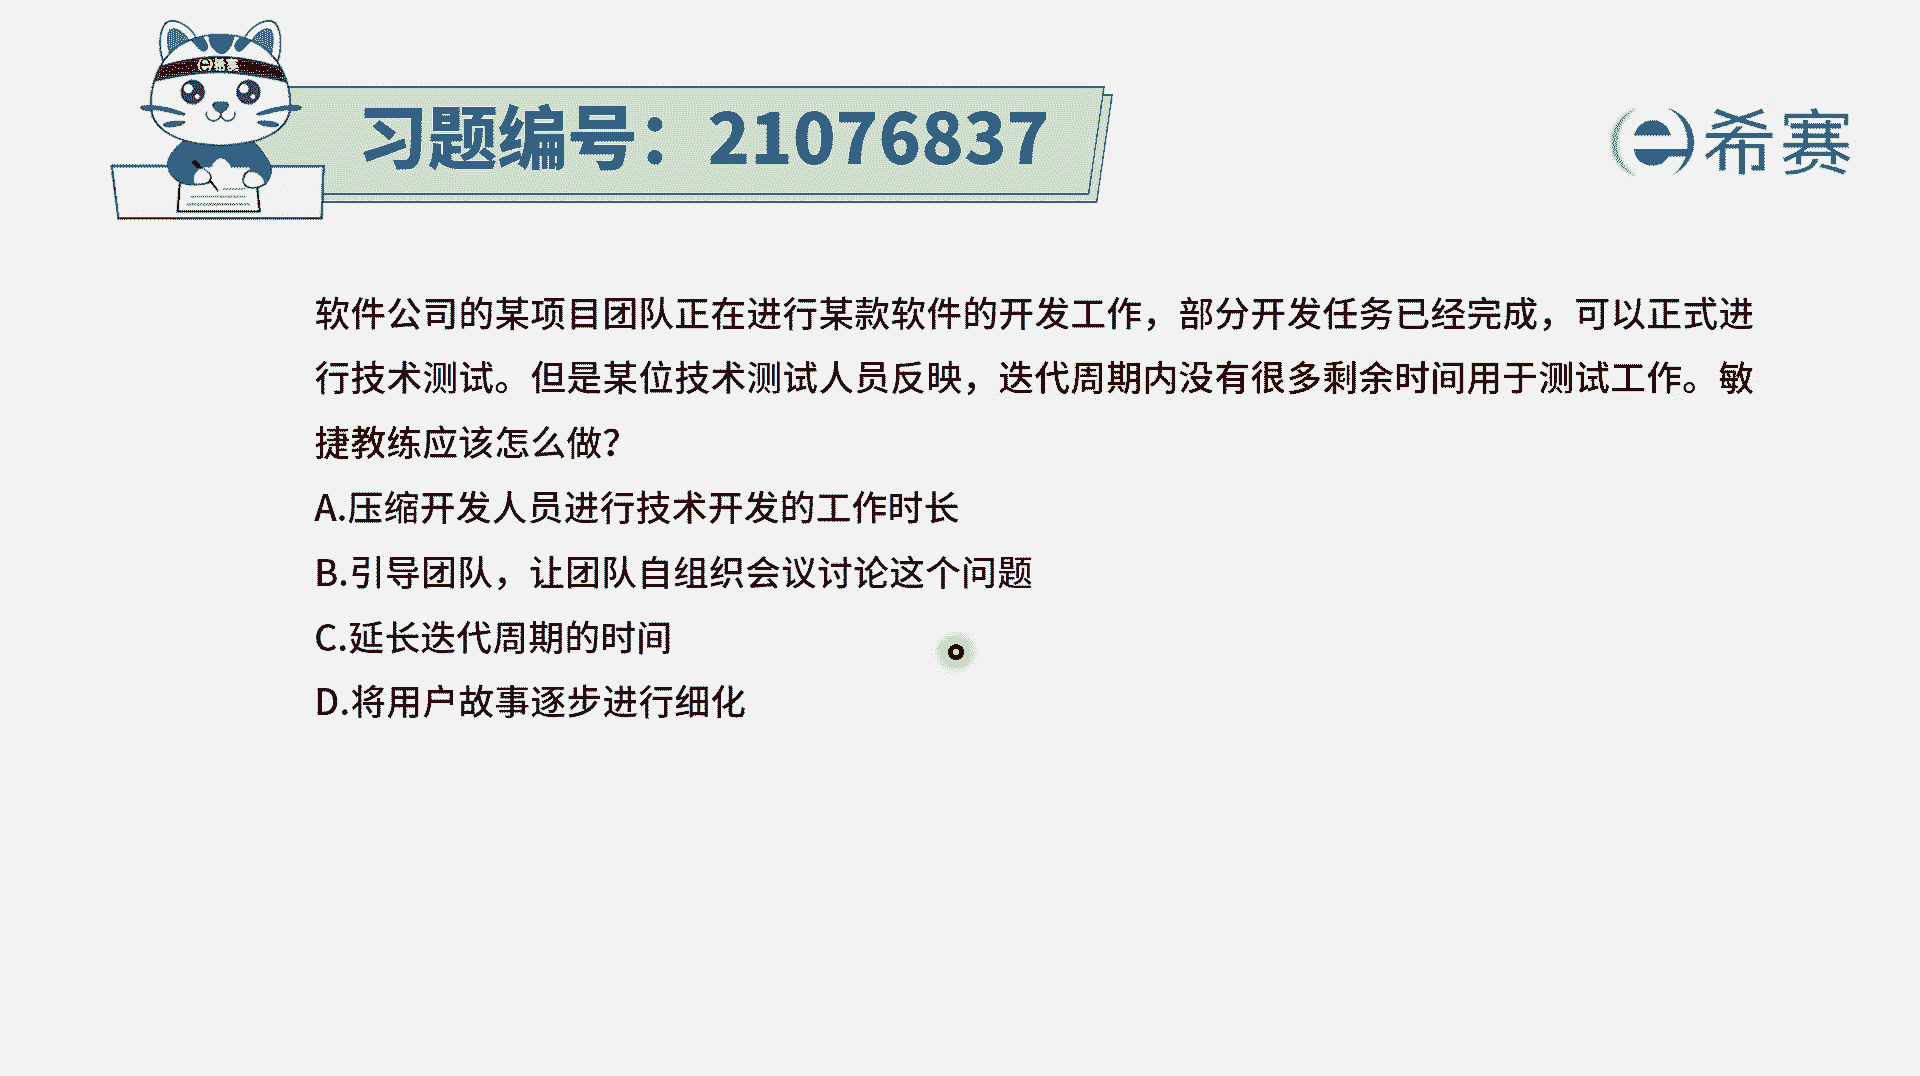 希赛
习题编号：21076837
希赛
软件公司的某项目团队正在进行某款软件的开发工作，部分开发任务已经完成，可以正式进
行技术测试。但是某位技术测试人员反映，迭代周期内没有很多剩余时间用于测试工作。敏
捷教练应该怎么做？
A.压缩开发人员进行技术开发的工作时长
B.引导团队，让团队自组织会议讨论这个问题
C.延长迭代周期的时间
D.将用户故事逐步进行细化